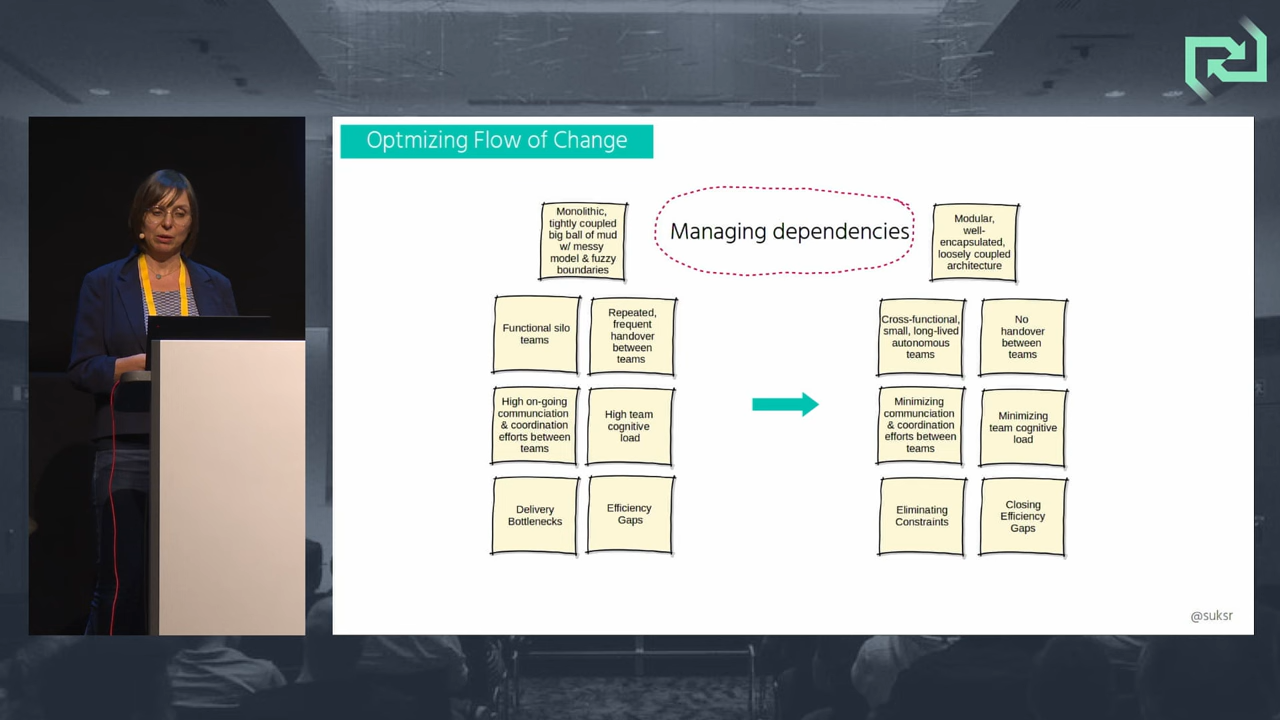 Optmizing Flow of Change
Monolithic,
tightly coupled
big ball of mud
w/ messy
model & fuzzy
boundaries
Managing dependencies
Modular,
well-
encapsulated,
loosely coupled
architecture
Functional silo
teams
Repeated,
frequent
handover
between
teams
Cross-functional,
small, long-lived
autonomous
teams
No
handover
between
teams
High on-going
communciation
& coordination
efforts between
teams
High team
cognitive
load
Minimizing
communciation
& coordination
efforts between
teams
Minimizing
team cognitive
load
Delivery
Bottlenecks
Efficiency
Gaps
Eliminating
Constraints
Closing
Efficiency
Gaps
@suksr